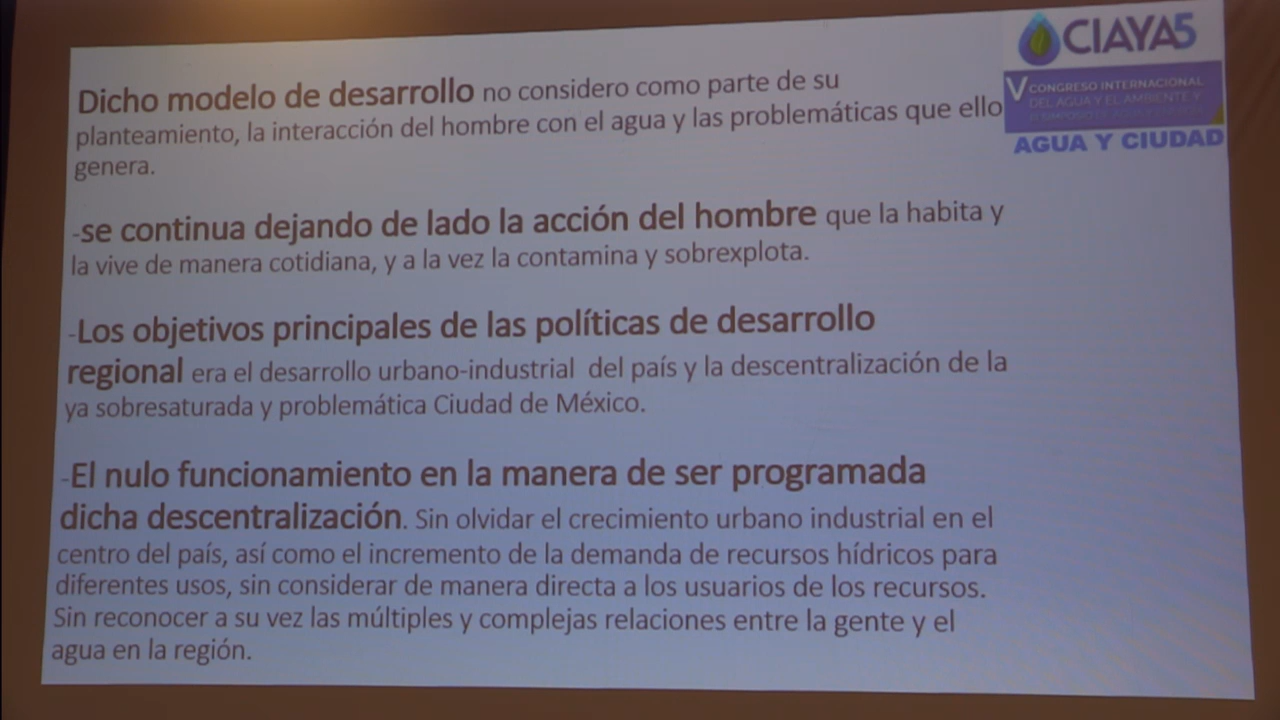 CIAYA5
V CONGRESO INTERNACIONAL
DEL AGUA Y EL AMBIENTE Y
AGUA Y CIUDAD
Dicho modelo de desarrollo no considero como parte de su
planteamiento, la interacción del hombre con el agua y las problemáticas que ello
genera.
-se continua dejando de lado la acción del hombre que la habita y
la vive de manera cotidiana, y a la vez la contamina y sobrexplota.
-Los objetivos principales de las políticas de desarrollo
regional era el desarrollo urbano-industrial del país y la descentralización de la
ya sobresaturada y problemática Ciudad de México.
-El nulo funcionamiento en la manera de ser programada
dicha descentralización. Sin olvidar el crecimiento urbano industrial en el
centro del país, así como el incremento de la demanda de recursos hídricos para
diferentes usos, sin considerar de manera directa a los usuarios de los recursos.
Sin reconocer a su vez las múltiples y complejas relaciones entre la gente y el
agua en la región.